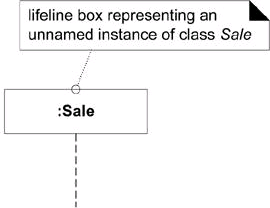 lifeline box representing an
unnamed instance of class Sale
:Sale